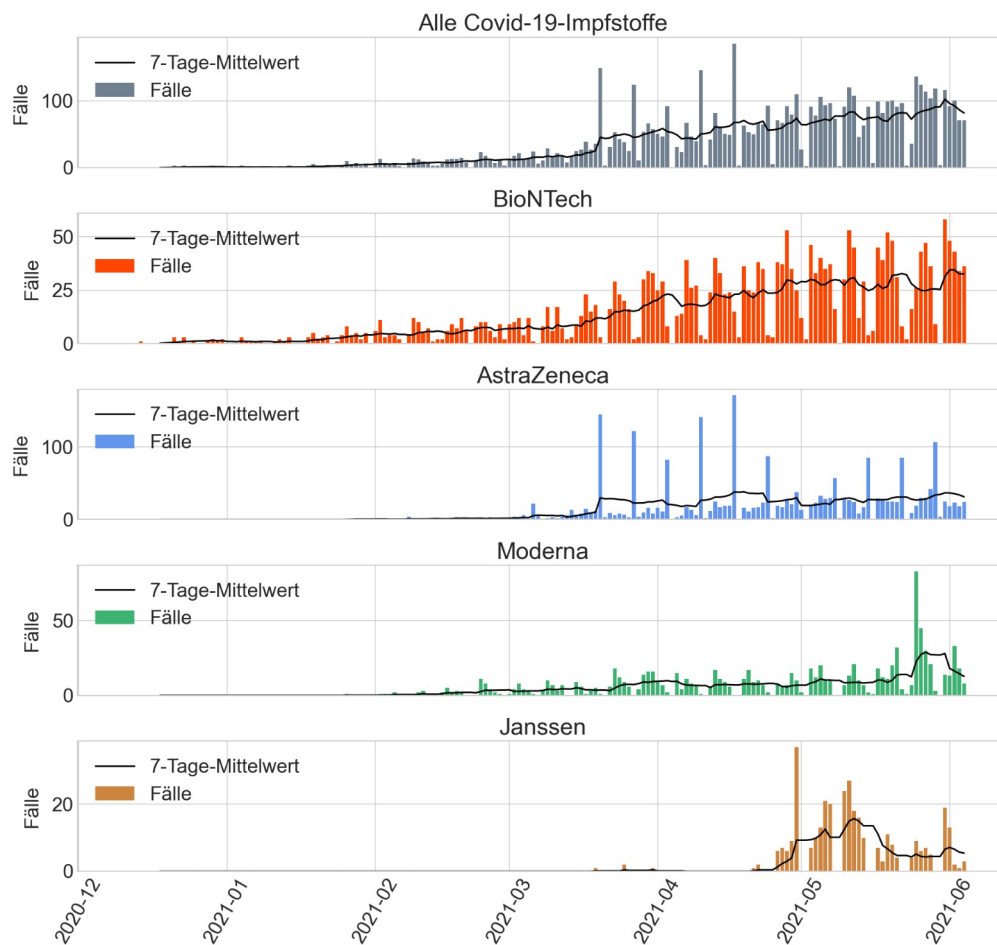 Alle Covid-19-Impfstoffe
Fälle
100
0
7-Tage-Mittelwert
Fälle
BioNTech
Fälle
50
25
0
7-Tage-Mittelwert
Fälle
AstraZeneca
Fälle
100
0
7-Tage-Mittelwert
Fälle
Moderna
Fälle
50
0
7-Tage-Mittelwert
Fälle
Janssen
Fälle
20
0
7-Tage-Mittelwert
Fälle
2020-12
2021-01
2021-02
2021-03
2021-04
2021-05
2021-06